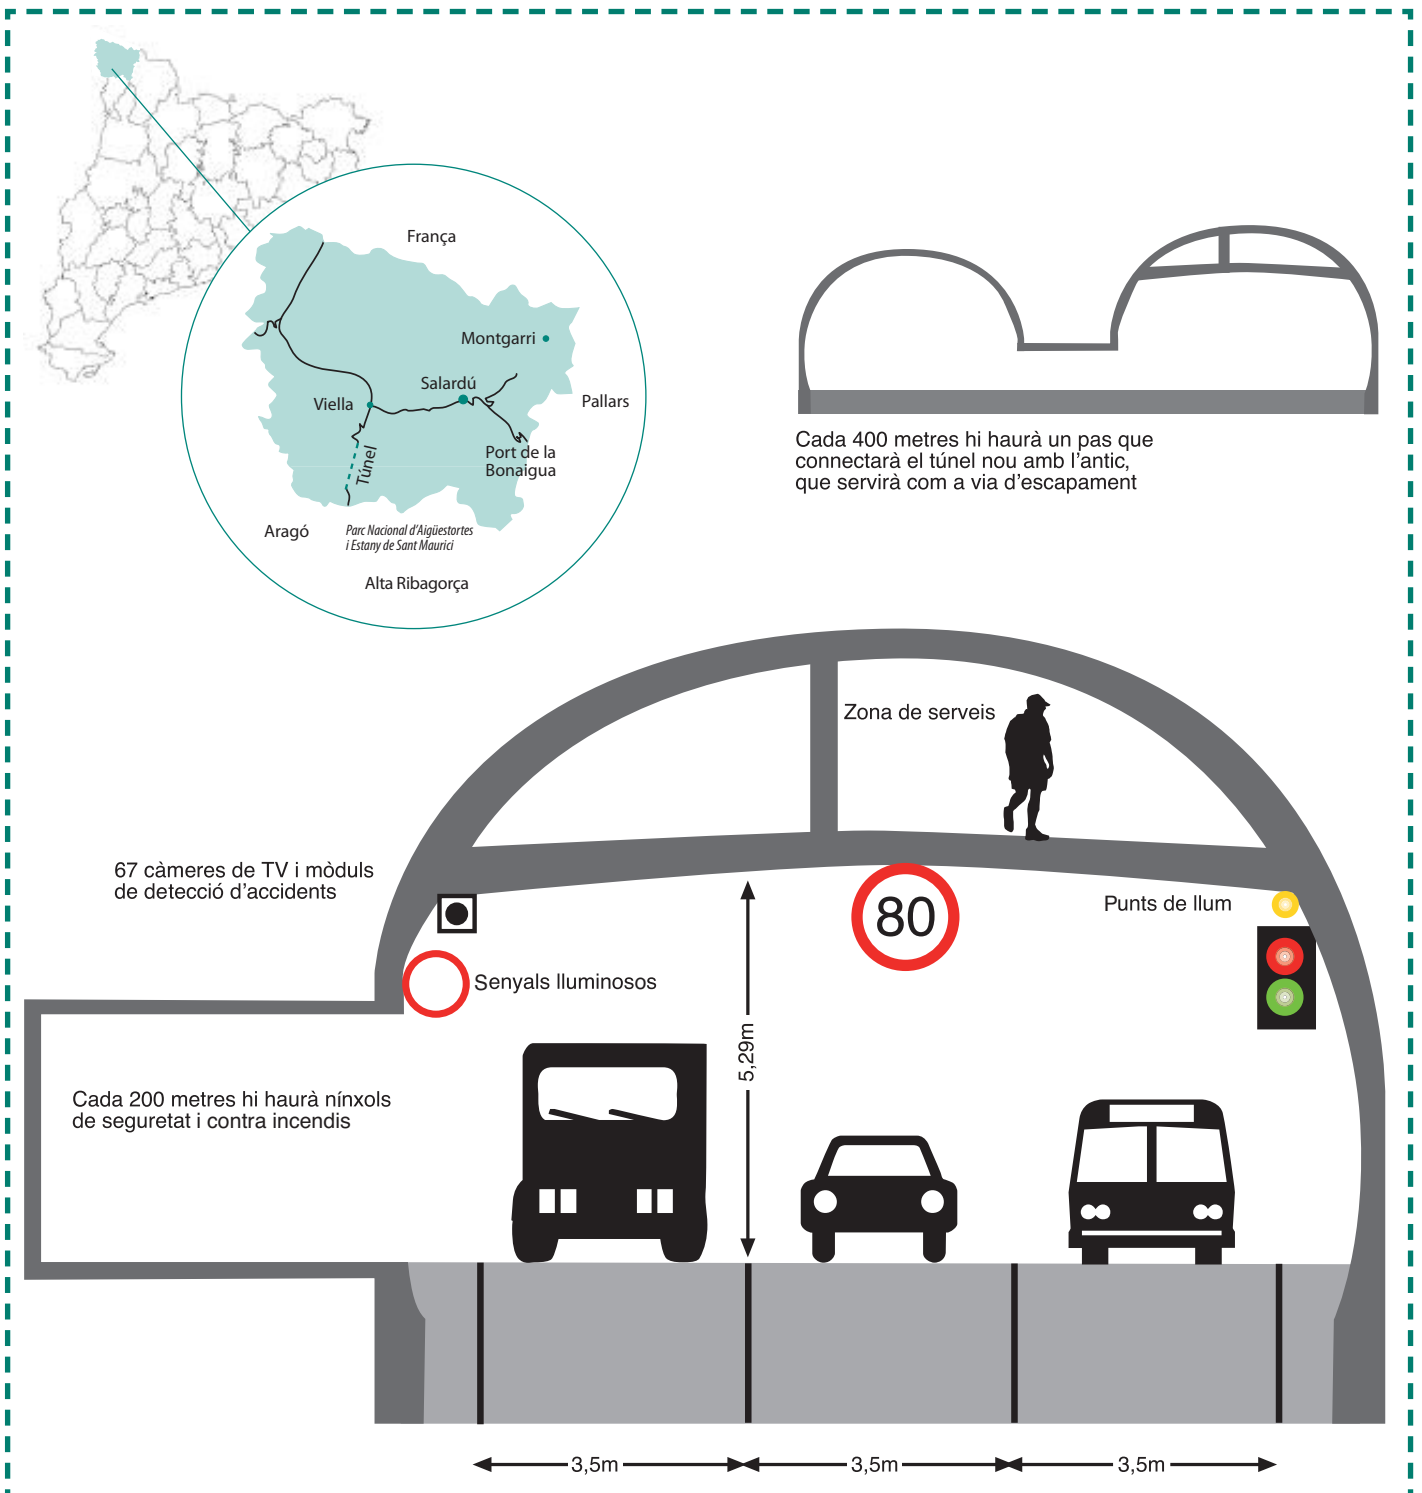 França
Montgarri
Salardú
Viella
Pallars
Túnel
Port de la
Bonaigua
Aragó
Parc Nacional d'Aigüestortes
i Estany de Sant Maurici
Alta Ribagorça
Cada 400 metres hi haurà un pas que
connectarà el túnel nou amb l’antic,
que servirà com a via d’escapament
Zona de serveis
67 càmeres de TV i mòduls
de detecció d’accidents
80
Punts de llum
Senyals lluminosos
5,29m
Cada 200 metres hi haurà nínxols
de seguretat i contra incendis
3,5m
3,5m
3,5m